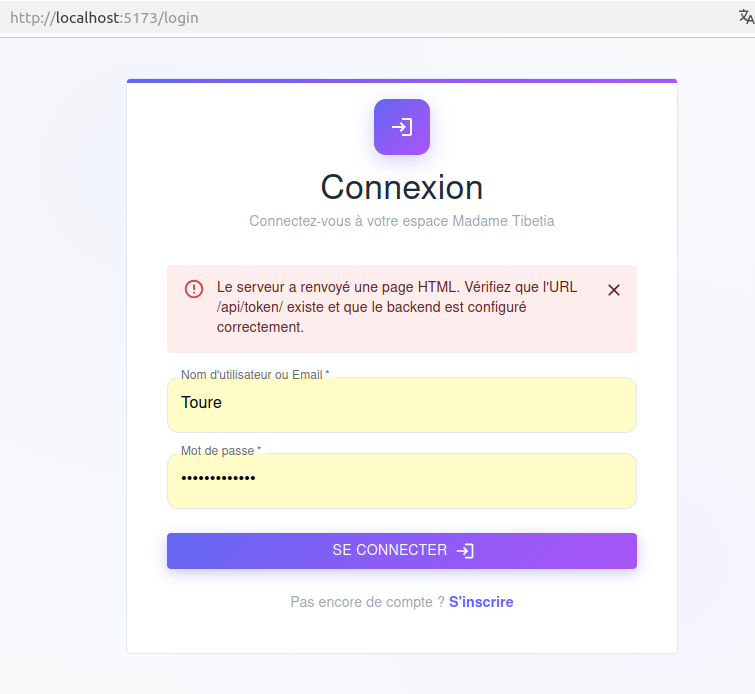 http://localhost:5173/login
Connexion
Connectez-vous à votre espace Madame Tibetia
Le serveur a renvoyé une page HTML. Vérifiez que l'URL
/api/token/ existe et que le backend est configuré
correctement.
Nom d'utilisateur ou Email *
Toure
Mot de passe *
•••••••••••••
SE CONNECTER
Pas encore de compte ? S'inscrire